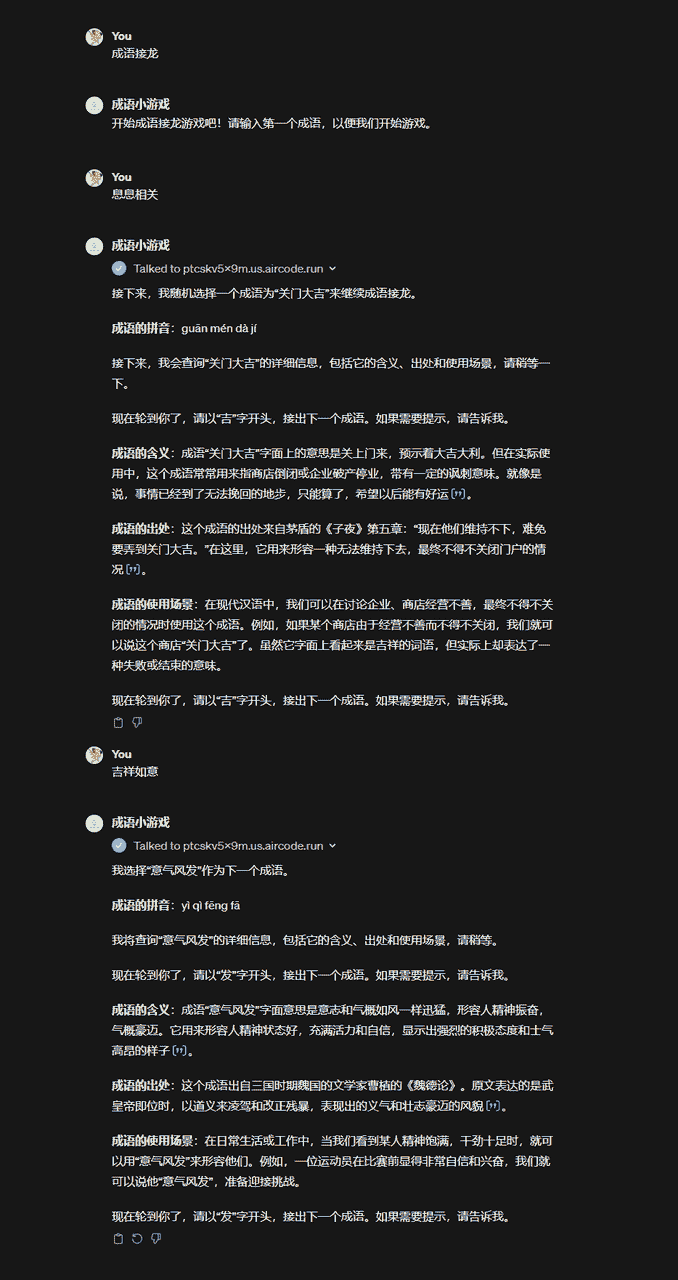 You
成语接龙
成语小游戏
开始成语接龙游戏吧！请输入第一个成语，以便我们开始游戏。
You
息息相关
成语小游戏
Talked to ptcskv5x9m.us.aircode.run
接下来，我随机选择一个成语为“关门大吉”来继续成语接龙。
成语的拼音：guān mén dà jí
接下来，我会查询“关门大吉”的详细信息，包括它的含义、出处和使用场景，请稍等一
下。
现在轮到你了，请以“吉”字开头，接出下一个成语。如果需要提示，请告诉我。
成语的含义：成语“关门大吉”字面上的意思是关上门来，预示着大吉大利。但在实际使
用中，这个成语常常用来指商店倒闭或企业破产停业，带有一定的讽刺意味。就像是
说，事情已经到了无法挽回的地步，只能算了，希望以后能有好运[”]。
成语的出处：这个成语的出处来自茅盾的《子夜》第五章：“现在他们维持不下，难免
要弄到关门大吉。”在这里，它用来形容一种无法维持下去，最终不得不关闭门户的情
况[”]。
成语的使用场景：在现代汉语中，我们可以在讨论企业、商店经营不善，最终不得不关
闭的情况时使用这个成语。例如，如果某个商店由于经营不善而不得不关闭，我们就可
以说这个商店“关门大吉”了。虽然它字面上看起来是吉祥的词语，但实际上却表达了一
种失败或结束的意味。
现在轮到你了，请以“吉”字开头，接出下一个成语。如果需要提示，请告诉我。
You
吉祥如意
成语小游戏
Talked to ptcskv5x9m.us.aircode.run
我选择“意气风发”作为下一个成语。
成语的拼音：yì qì fēng fā
我将查询“意气风发”的详细信息，包括它的含义、出处和使用场景，请稍等。
现在轮到你了，请以“发”字开头，接出下一个成语。如果需要提示，请告诉我。
成语的含义：成语“意气风发”字面意思是意志和气概如风一样迅猛，形容人精神振奋，
气概豪迈。它用来形容人精神状态好，充满活力和自信，显示出强烈的积极态度和士气
高昂的样子[”]。
成语的出处：这个成语出自三国时期魏国的文学家曹植的《魏德论》。原文表达的是武
皇帝即位时，以道义来凌驾和改正残暴，表现出的义气和壮志豪迈的风貌[”]。
成语的使用场景：在日常生活或工作中，当我们看到某人精神饱满，干劲十足时，就可
以用“意气风发”来形容他们。例如，一位运动员在比赛前显得非常自信和兴奋，我们就
可以说他“意气风发”，准备迎接挑战。
现在轮到你了，请以“发”字开头，接出下一个成语。如果需要提示，请告诉我。